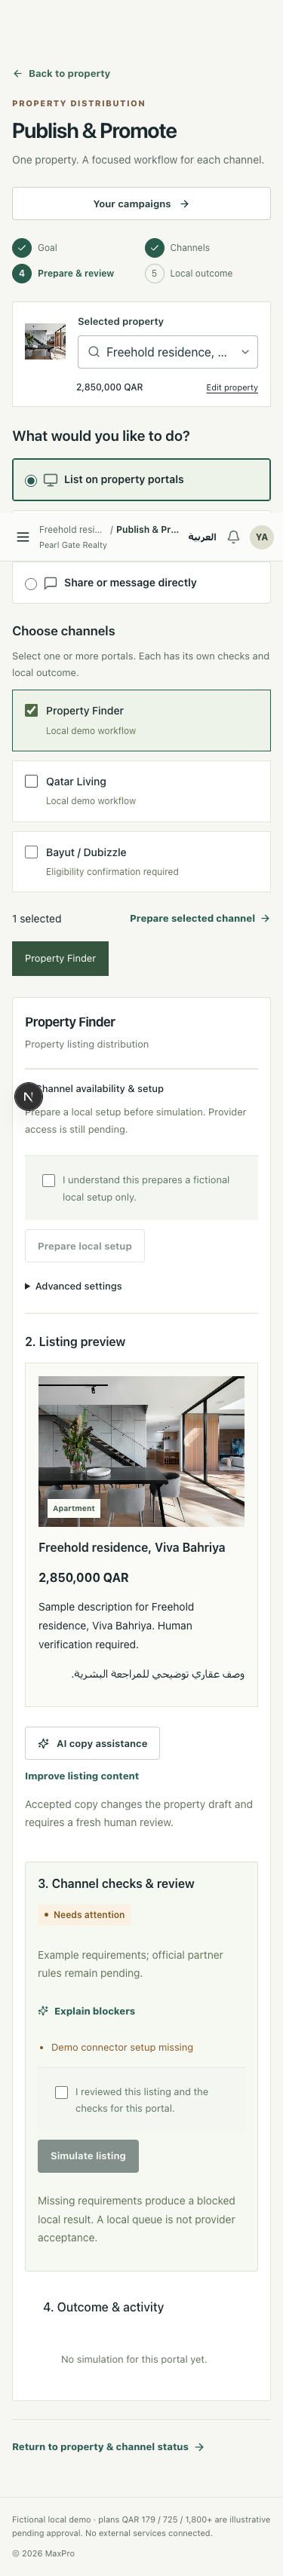 Back to property
PROPERTY DISTRIBUTION
Publish & Promote
One property. A focused workflow for each channel.
Your campaigns
Goal
Channels
4 Prepare & review
5 Local outcome
Selected property
Freehold residence, ...
2,850,000 QAR
Edit property
What would you like to do?
List on property portals
Freehold resi... / Publish & Pr...
Pearl Gate Realty
العربية
YA
Share or message directly
Choose channels
Select one or more portals. Each has its own checks and
local outcome.
Property Finder
Local demo workflow
Qatar Living
Local demo workflow
Bayut / Dubizzle
Eligibility confirmation required
1 selected
Prepare selected channel
Property Finder
Property Finder
Property listing distribution
Channel availability & setup
N
Prepare a local setup before simulation. Provider
access is still pending.
I understand this prepares a fictional
local setup only.
Prepare local setup
Advanced settings
2. Listing preview
Apartment
Freehold residence, Viva Bahriya
2,850,000 QAR
Sample description for Freehold
residence, Viva Bahriya. Human
verification required.
وصف عقاري توضيحي للمراجعة البشرية.
AI copy assistance
Improve listing content
Accepted copy changes the property draft and
requires a fresh human review.
3. Channel checks & review
Needs attention
Example requirements; official partner
rules remain pending.
Explain blockers
• Demo connector setup missing
I reviewed this listing and the
checks for this portal.
Simulate listing
Missing requirements produce a blocked
local result. A local queue is not provider
acceptance.
4. Outcome & activity
No simulation for this portal yet.
Return to property & channel status
Fictional local demo · plans QAR 179 / 725 / 1,800+ are illustrative
pending approval. No external services connected.
© 2026 MaxPro